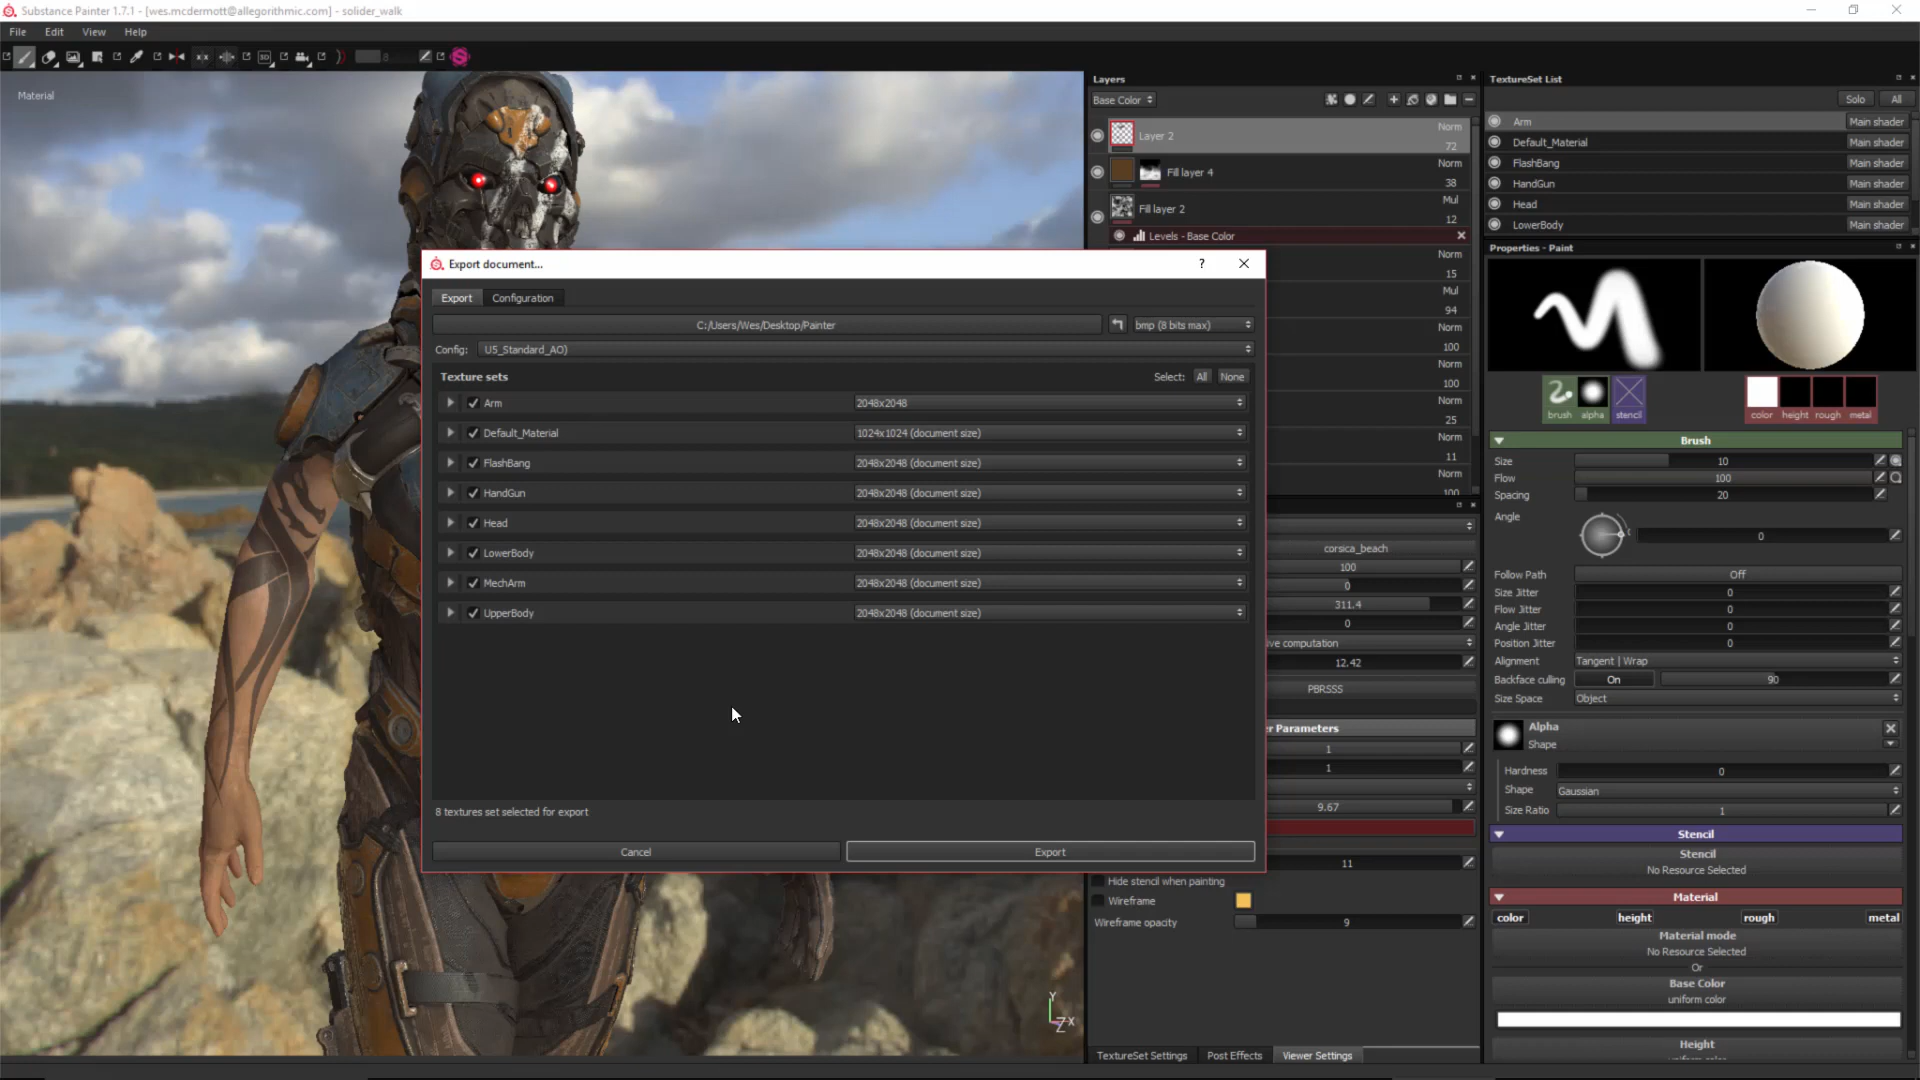 Substance Painter 1.7.1 - [wes.mcdermott@allegorithmic.com] - solider_walk
File Edit View Help
8
Material
Layers
Base Color
Layer 2 Norm 72
Fill layer 4 Norm 38
Fill layer 2 Mul 12
Levels - Base Color
Norm
15
Mul
94
Norm
100
Norm
100
Norm
25
Norm
11
Norm
100
Export document...
Export Configuration
C:/Users/Wes/Desktop/Painter bmp (8 bits max)
Config: U5_Standard_AO)
Texture sets Select: All None
Arm 2048x2048
Default_Material 1024x1024 (document size)
FlashBang 2048x2048 (document size)
HandGun 2048x2048 (document size)
Head 2048x2048 (document size)
LowerBody 2048x2048 (document size)
MechArm 2048x2048 (document size)
UpperBody 2048x2048 (document size)
8 textures set selected for export
Cancel Export
corsica_beach
100
0
311.4
0
ive computation
12.42
PBRSSS
er Parameters
1
1
9.67
11
Hide stencil when painting
Wireframe
Wireframe opacity 9
TextureSet Settings Post Effects Viewer Settings
Y
Z X
TextureSet List
Solo All
Arm Main shader
Default_Material Main shader
FlashBang Main shader
HandGun Main shader
Head Main shader
LowerBody Main shader
Properties - Paint
brush alpha stencil color height rough metal
Brush
Size 10
Flow 100
Spacing 20
Angle 0
Follow Path Off
Size Jitter 0
Flow Jitter 0
Angle Jitter 0
Position Jitter 0
Alignment Tangent | Wrap
Backface culling On 90
Size Space Object
Alpha
Shape
Hardness 0
Shape Gaussian
Size Ratio 1
Stencil
Stencil
No Resource Selected
Material
color height rough metal
Material mode
No Resource Selected
Or
Base Color
uniform color
Height